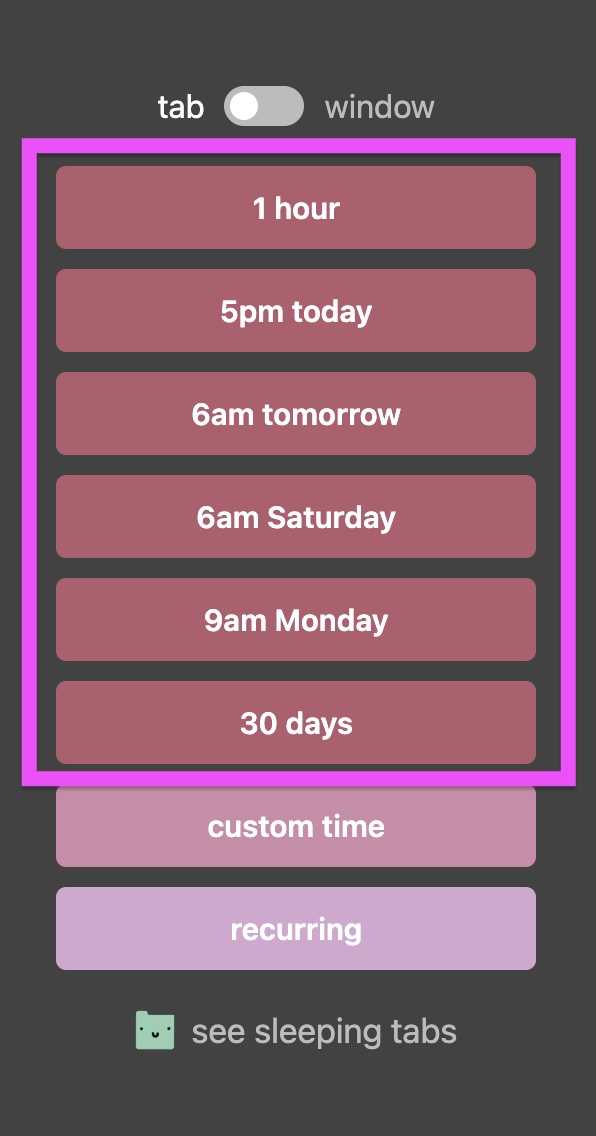 tab window
1 hour
5pm today
6am tomorrow
6am Saturday
9am Monday
30 days
custom time
recurring
see sleeping tabs